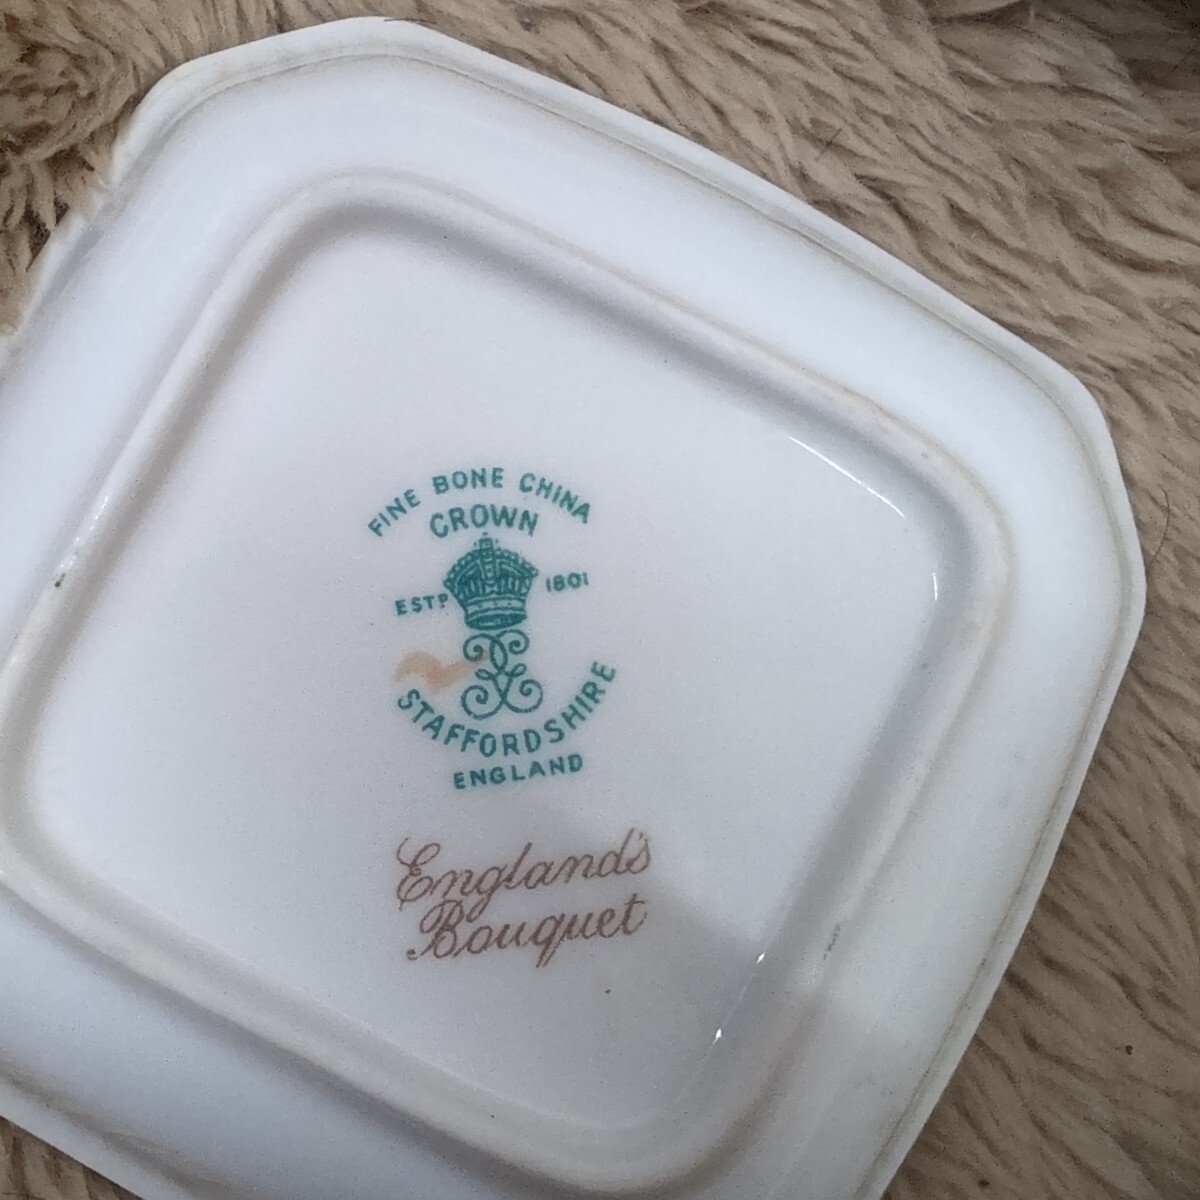 FINE BONE CHINA
CROWN
ESTD 1801
STAFFORDSHIRE
ENGLAND
England's
Bouquet